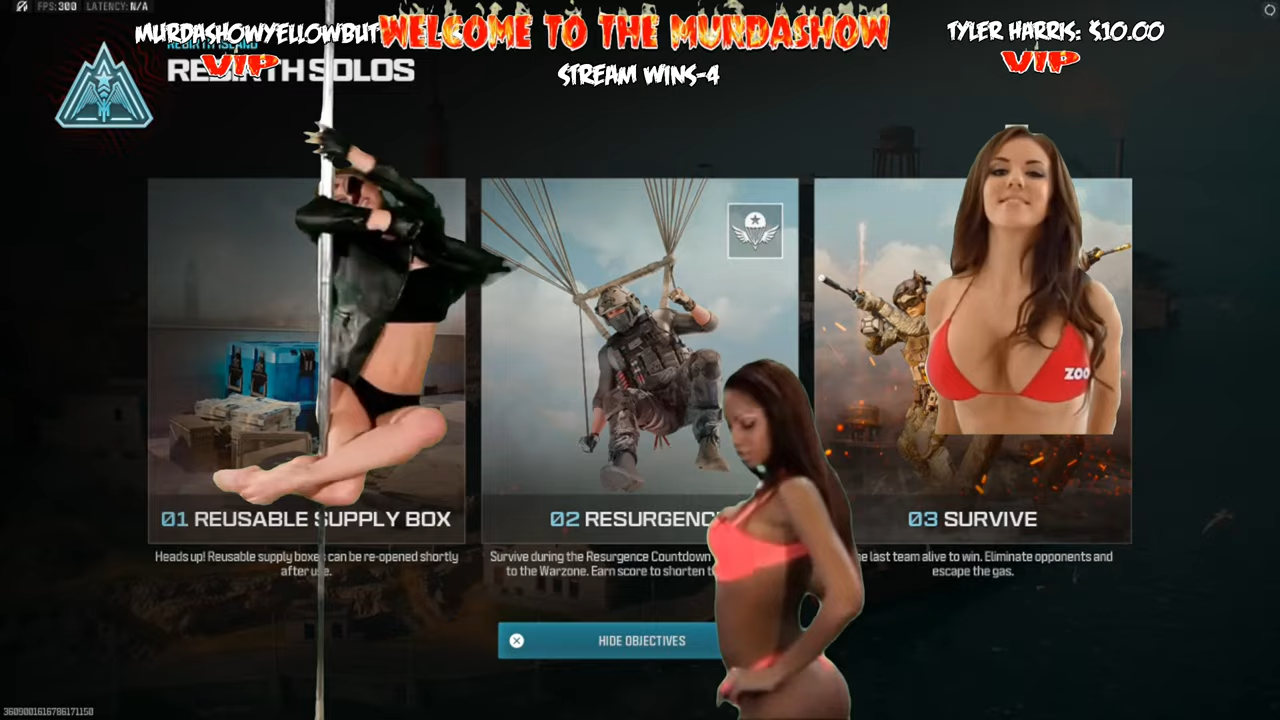 FPS:300 LATENCY: N/A
MURDASHOWYELLOWBUT
WELCOME TO THE MURDASHOW
TYLER HARRIS: $10.00
REBIRTH ISLAND
VIP
REBIRTH SOLOS
STREAM WINS-4
VIP
ZOO
01 REUSABLE SUPPLY BOX
02 RESURGENC
03 SURVIVE
Heads up! Reusable supply boxes can be re-opened shortly
after use.
Survive during the Resurgence Countdown
to the Warzone. Earn score to shorten
last team alive to win. Eliminate opponents and
escape the gas.
HIDE OBJECTIVES
3609001616786171150